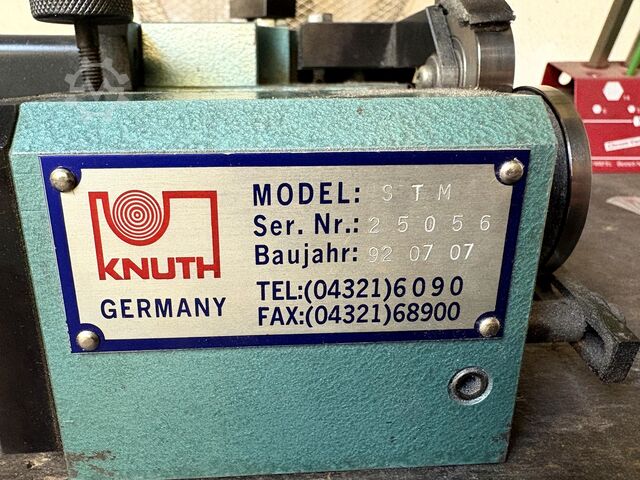 KNUTH
GERMANY
MODEL: STM
Ser. Nr.: 25056
Baujahr: 92 07 07
TEL:(04321)6090
FAX:(04321)68900